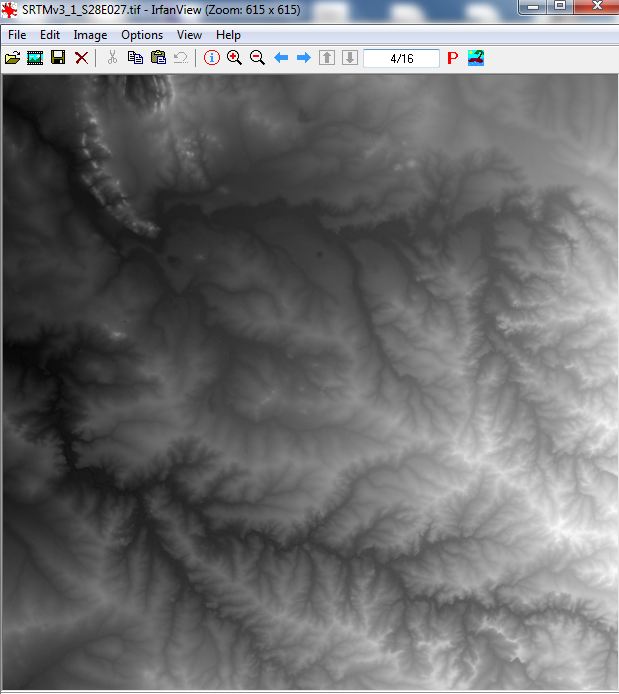 SRTMv3_1_S28E027.tif - IrfanView (Zoom: 615 x 615)
File Edit Image Options View Help
4/16 P